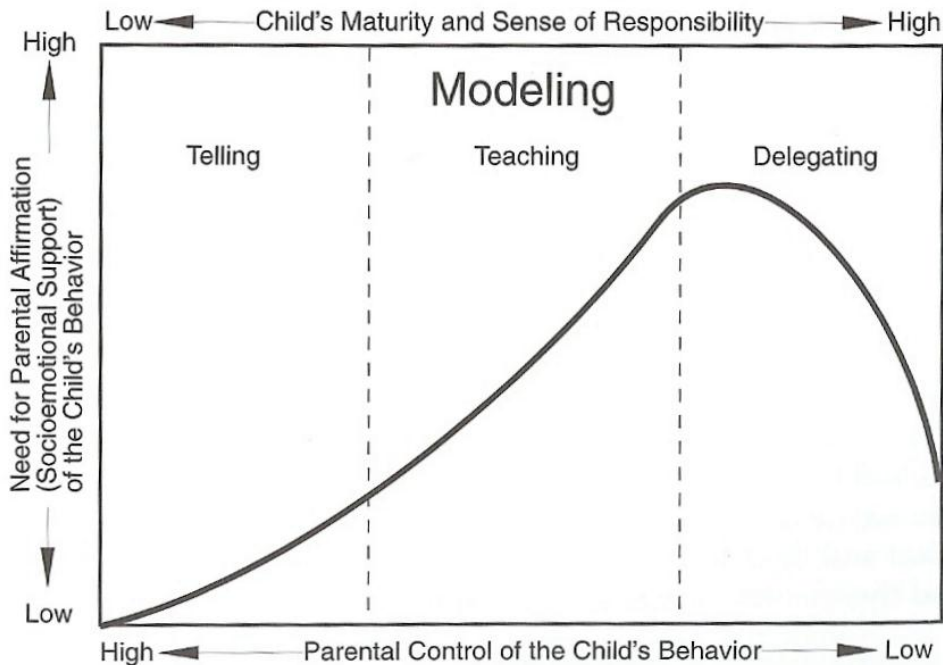 Low Child's Maturity and Sense of Responsibility High
High
Modeling
Telling Teaching Delegating
Need for Parental Affirmation
(Socioemotional Support)
of the Child's Behavior
Low
High Parental Control of the Child's Behavior Low